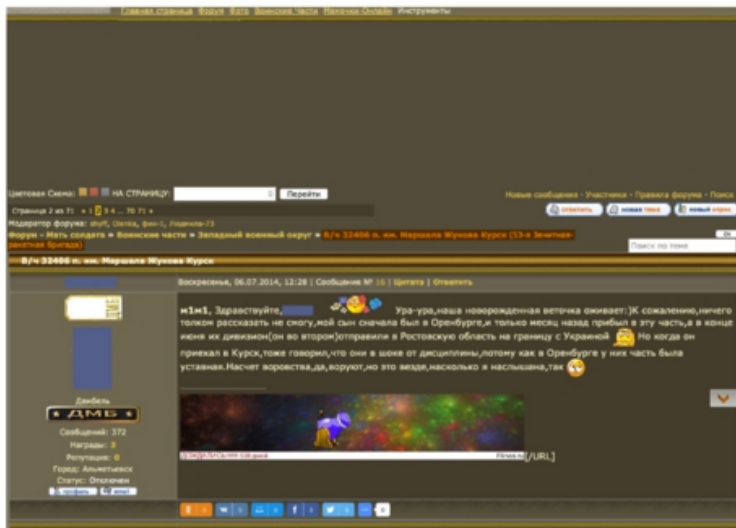 Главная страница Форум Фото Воинские Части Мамочки-Онлайн Инструменты
Цветовая Схема: НА СТРАНИЦУ: Перейти
Новые сообщения - Участники - Правила форума - Поиск
Страница 2 из 71 « 1 2 3 4 … 70 71 »
ответить новая тема новый опрос
Модератор форума: Людмила-73
Форум - Мать солдата » Воинские части » Западный военный округ » В/ч 32406 п. им. Маршала Жукова Курск (53-я Зенитная-
ракетная бригада)
Поиск по теме
В/ч 32406 п. им. Маршала Жукова Курск
Воскресенье, 06.07.2014, 12:28 | Сообщение № 16 | Цитата | Ответить
м1м1, Здравствуйте, Ура-ура,наша новорожденная веточка оживает:)К сожалению,ничего
толком рассказать не смогу,мой сын сначала был в Оренбурге,и только месяц назад прибыл в эту часть,а в конце
июня их дивизион(он во втором)отправили в Ростовскую область на границу с Украиной Но когда он
приехал в Курск,тоже говорил,что они в шоке от дисциплины,потому как в Оренбурге у них часть была
уставная.Насчет воровства,да,воруют,но это везде,насколько я наслышана,так
Дембель
ДМБ
Сообщений: 372
Награды: 3
Репутация: 0
Город: Альметьевск
Статус: Отключен
профиль email
[/URL]